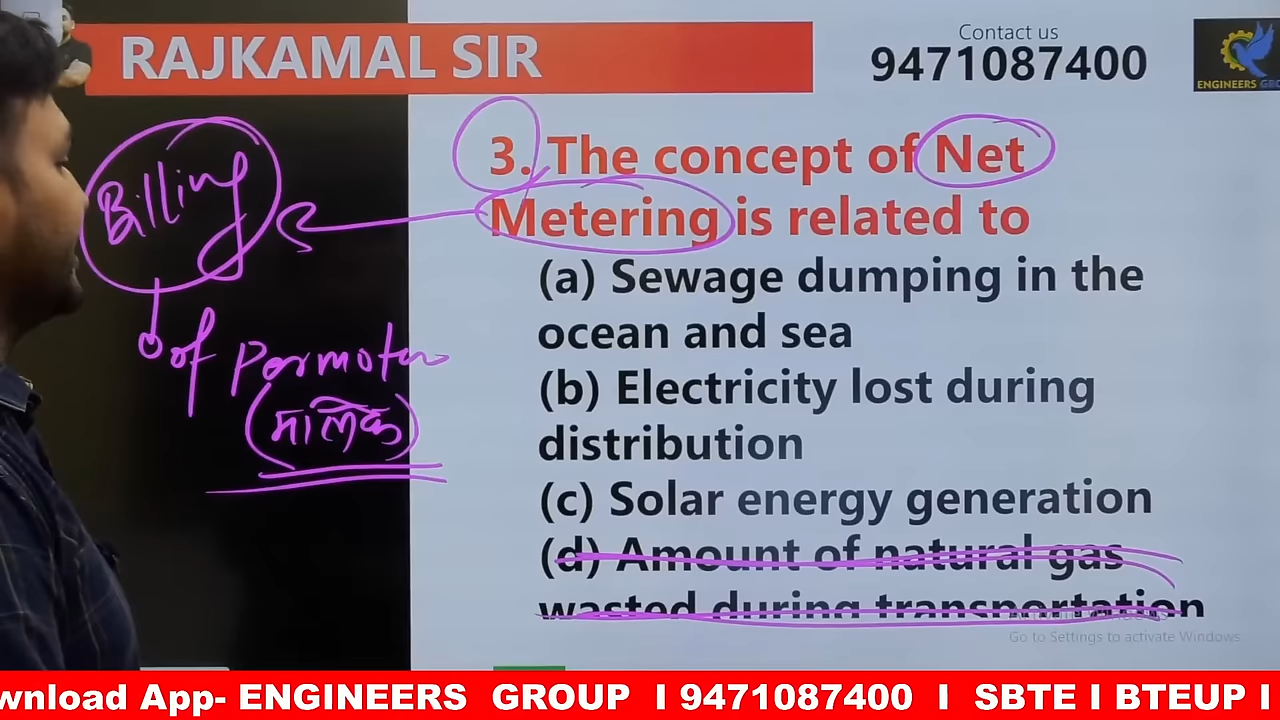 RAJKAMAL SIR
Contact us
9471087400
ENGINEERS GRO
3. The concept of Net
Metering is related to
(a) Sewage dumping in the
ocean and sea
(b) Electricity lost during
distribution
(c) Solar energy generation
(d) Amount of natural gas
wasted during transportation
Billing
of Permoter
(मालिक)
Go to Settings to activate Windows
wnload App- ENGINEERS GROUP I 9471087400 I SBTE I BTEUP I